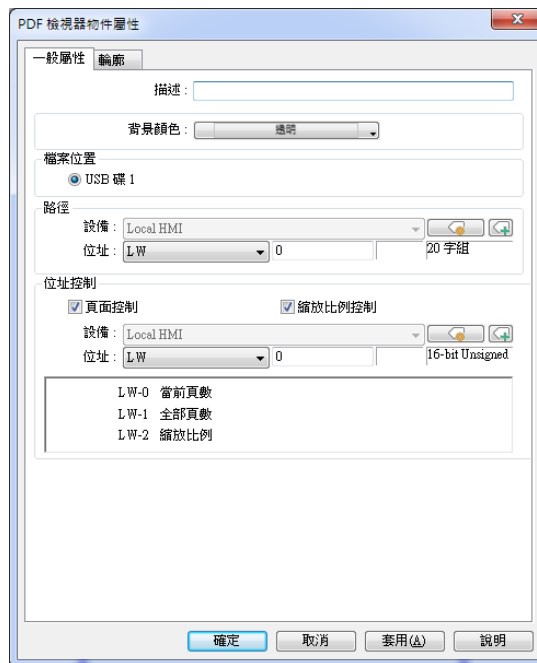 PDF 檢視器物件屬性
一般屬性 輪廓
描述 :
背景顏色 : 透明
檔案位置
USB 碟 1
路徑
設備 : Local HMI
位址 : LW 0 20 字組
位址控制
頁面控制 縮放比例控制
設備 : Local HMI
位址 : LW 0 16-bit Unsigned
LW-0 當前頁數
LW-1 全部頁數
LW-2 縮放比例
確定 取消 套用(A) 說明